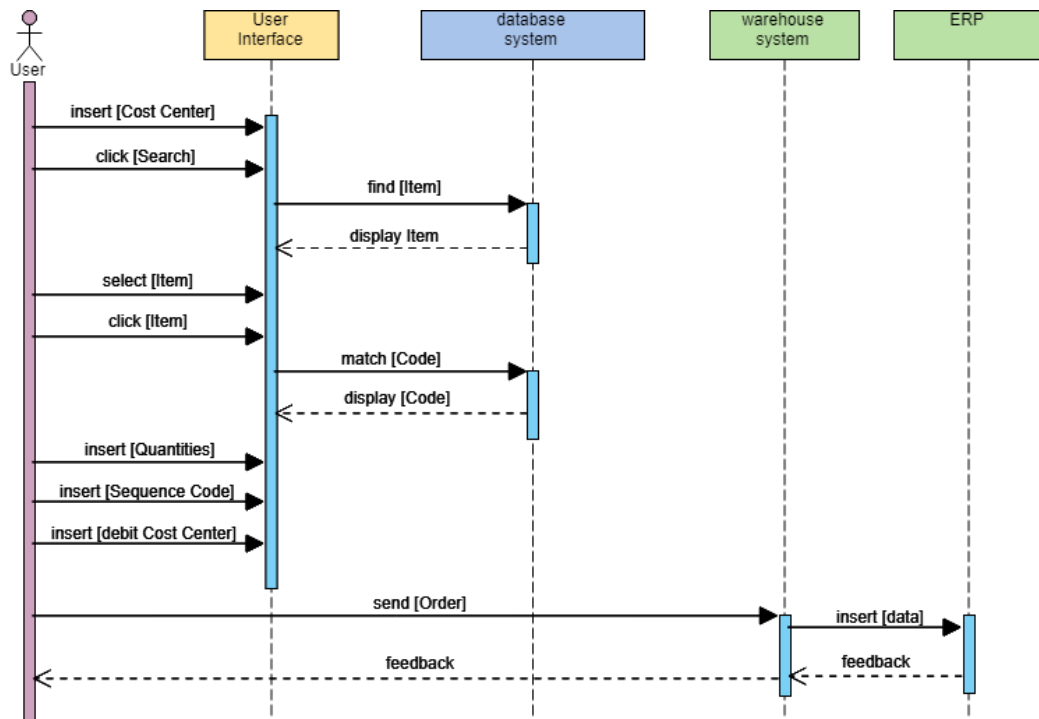 User
Interface
database
system
warehouse
system
ERP
User
insert [Cost Center]
click [Search]
find [Item]
display Item
select [Item]
click [Item]
match [Code]
display [Code]
insert [Quantities]
insert [Sequence Code]
insert [debit Cost Center]
send [Order]
insert [data]
feedback
feedback